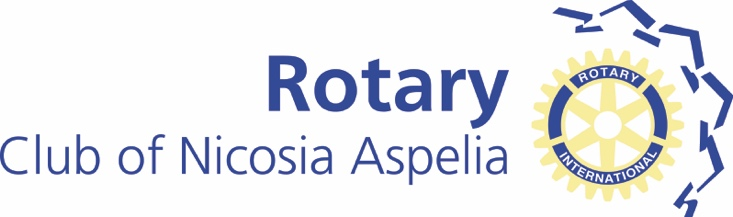 Rotary
Club of Nicosia Aspelia
ROTARY
INTERNATIONAL